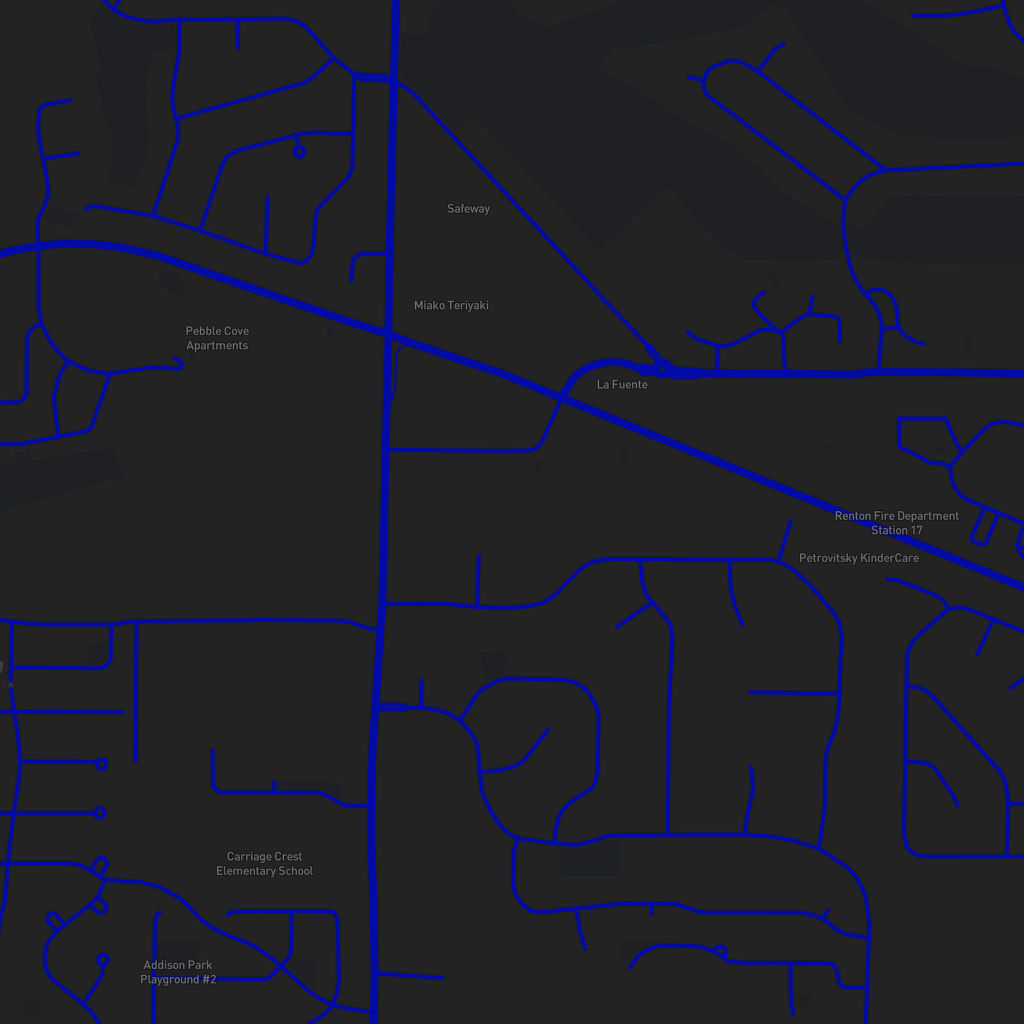 Safeway
Miako Teriyaki
Pebble Cove
Apartments
La Fuente
Renton Fire Department
Station 17
Petrovitsky KinderCare
Carriage Crest
Elementary School
Addison Park
Playground #2